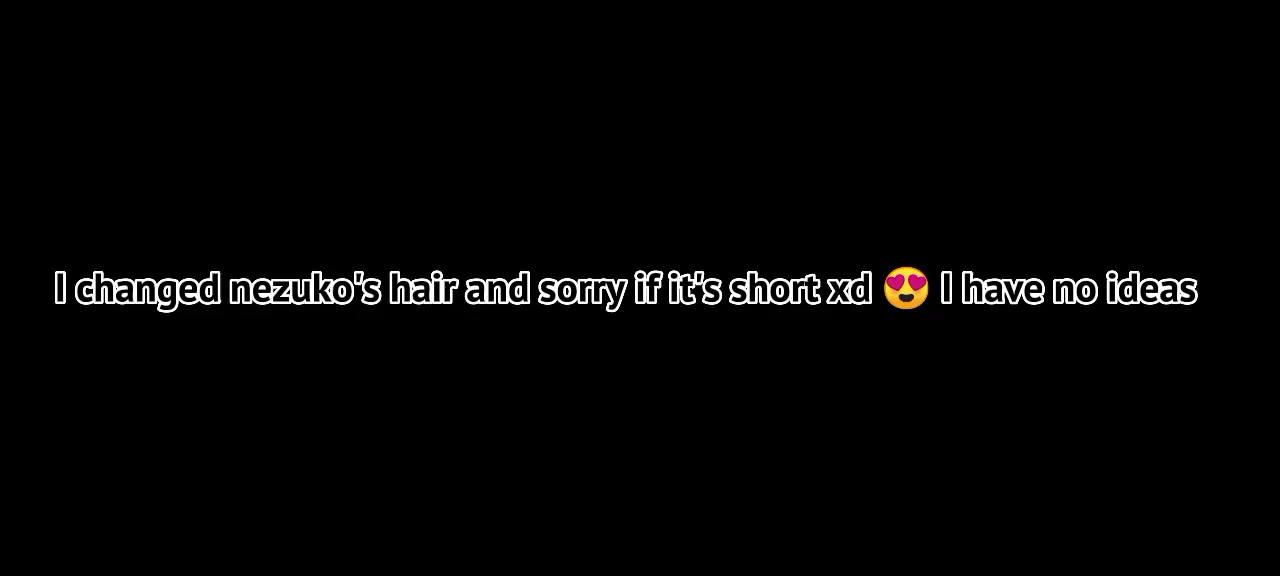 I changed nezuko's hair and sorry if it's short xd 😍 I have no ideas